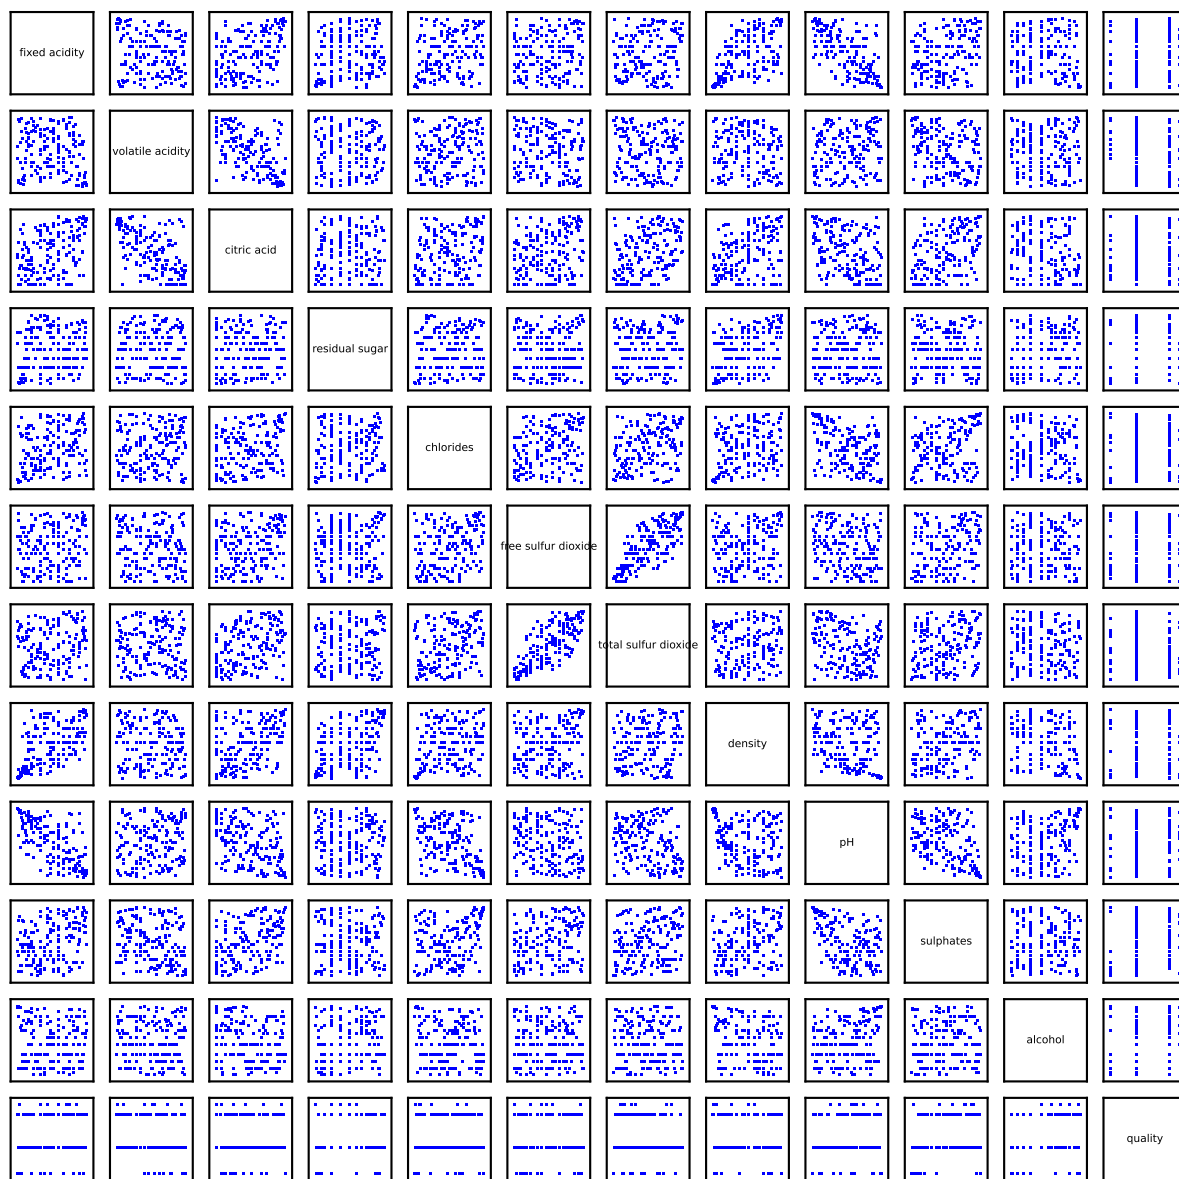 fixed acidity
volatile acidity
citric acid
residual sugar
chlorides
free sulfur dioxide
total sulfur dioxide
density
pH
sulphates
alcohol
quality